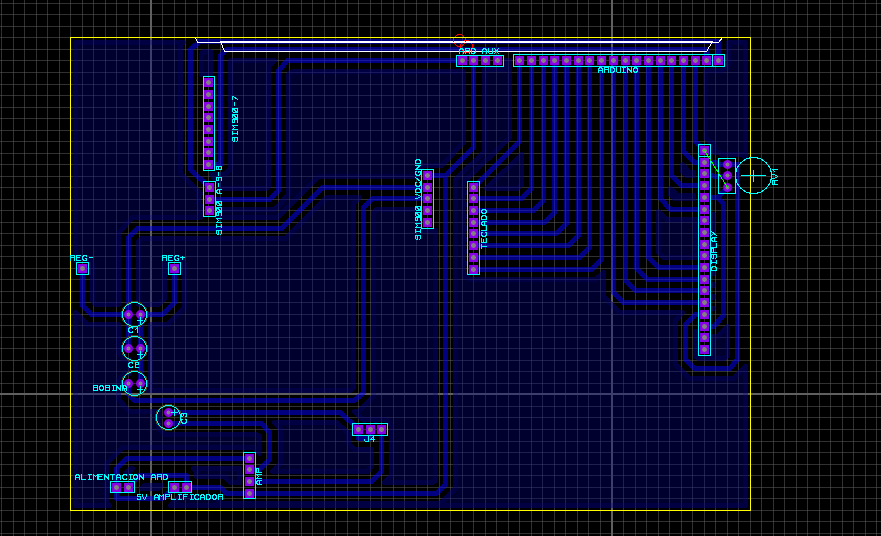 ARD AUX
ARDUINO
SIM900-7
SIM900 A-S-8
SIM900 VDC/GND
TECLADO
RV1
DISPLAY
REG-
REG+
C1
C2
BOBINA
C3
J4
AMP
ALIMENTACION ARD
5V AMPLIFICADOR